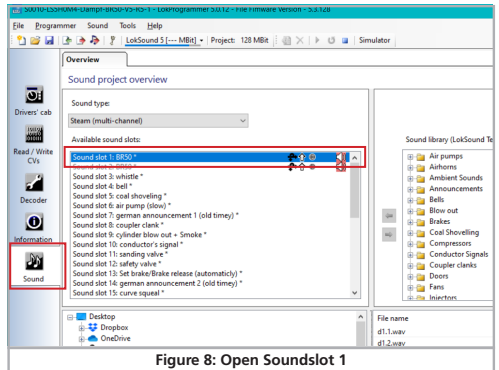 S0010-LS5H0M4-Dampf-BR50-V5-R5-1 - LokProgrammer 5.0.12 - File Firmware Version - 5.3.128
File Programmer Sound Tools Help
LokSound 5 [--- MBit] Project: 128 MBit Simulator
Overview
Sound project overview
Sound type:
Steam (multi-channel)
Available sound slots:
Sound slot 1: BR50 *
Sound slot 3: whistle *
Sound slot 4: bell *
Sound slot 5: coal shoveling *
Sound slot 6: air pump (slow) *
Sound slot 7: german announcement 1 (old timey) *
Sound slot 8: coupler clank *
Sound slot 9: cylinder blow out + Smoke *
Sound slot 10: conductor's signal *
Sound slot 11: sanding valve *
Sound slot 12: safety valve *
Sound slot 13: Set brake/Brake release (automaticly) *
Sound slot 14: german announcement 2 (old timey) *
Sound slot 15: curve squeal *
Drivers' cab
Read / Write
CVs
Decoder
Information
Sound
Sound library (LokSound Te
Air pumps
Airhorns
Ambient Sounds
Announcements
Bells
Blow out
Brakes
Coal Shovelling
Compressors
Conductor Signals
Coupler clanks
Doors
Fans
Injectors
Desktop
Dropbox
OneDrive
File name
d1.1.wav
d1.2.wav
Figure 8: Open Soundslot 1